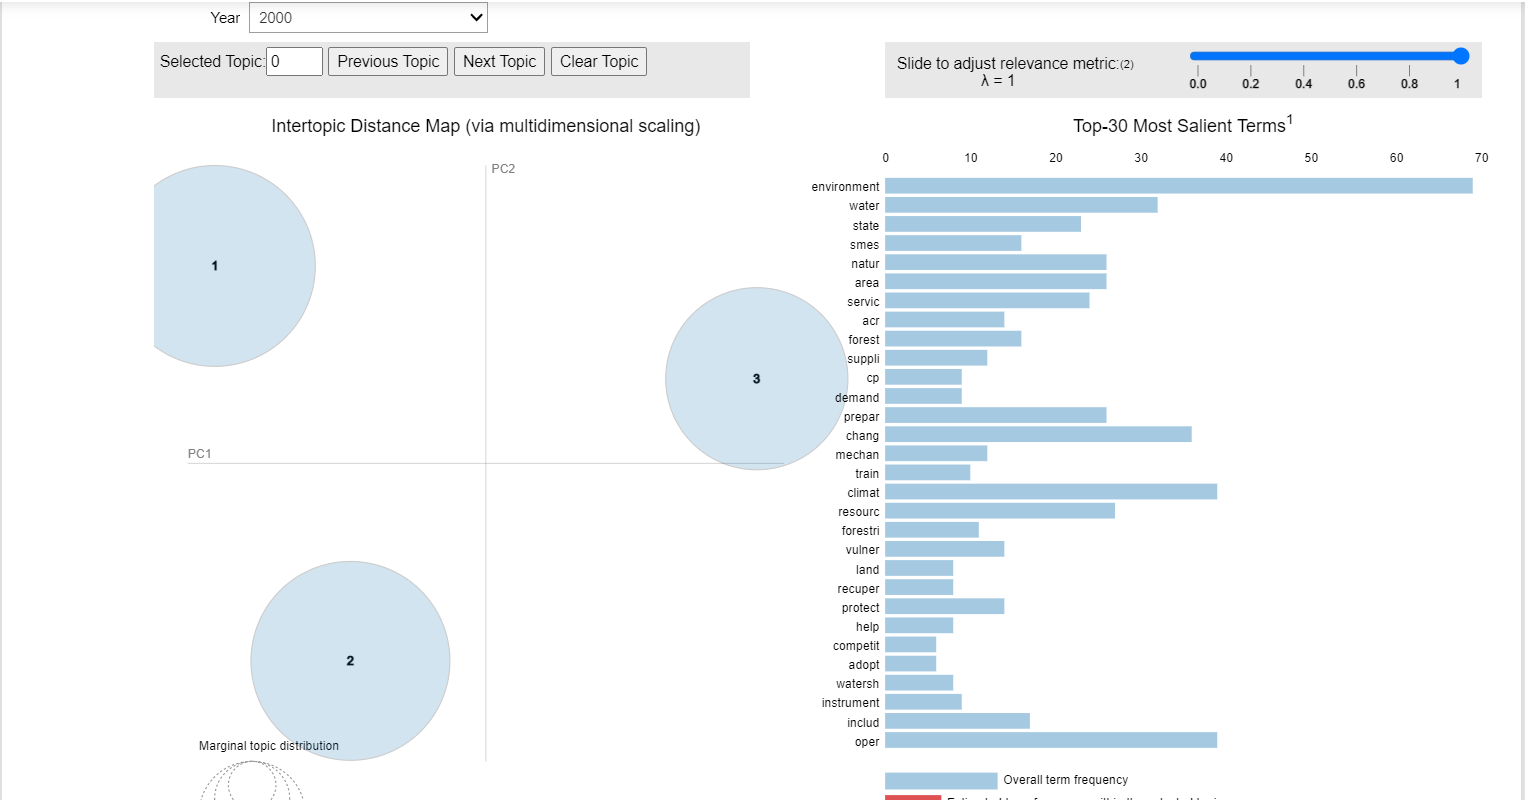 Year 2000
Selected Topic: 0 Previous Topic Next Topic Clear Topic
Slide to adjust relevance metric:(2)
λ = 1
0.0 0.2 0.4 0.6 0.8 1
Intertopic Distance Map (via multidimensional scaling)
PC2
PC1
1
3
2
Marginal topic distribution
Top-30 Most Salient Terms1
0 10 20 30 40 50 60 70
environment
water
state
smes
natur
area
servic
acr
forest
suppli
cp
demand
prepar
chang
mechan
train
climat
resourc
forestri
vulner
land
recuper
protect
help
competit
adopt
watersh
instrument
includ
oper
Overall term frequency